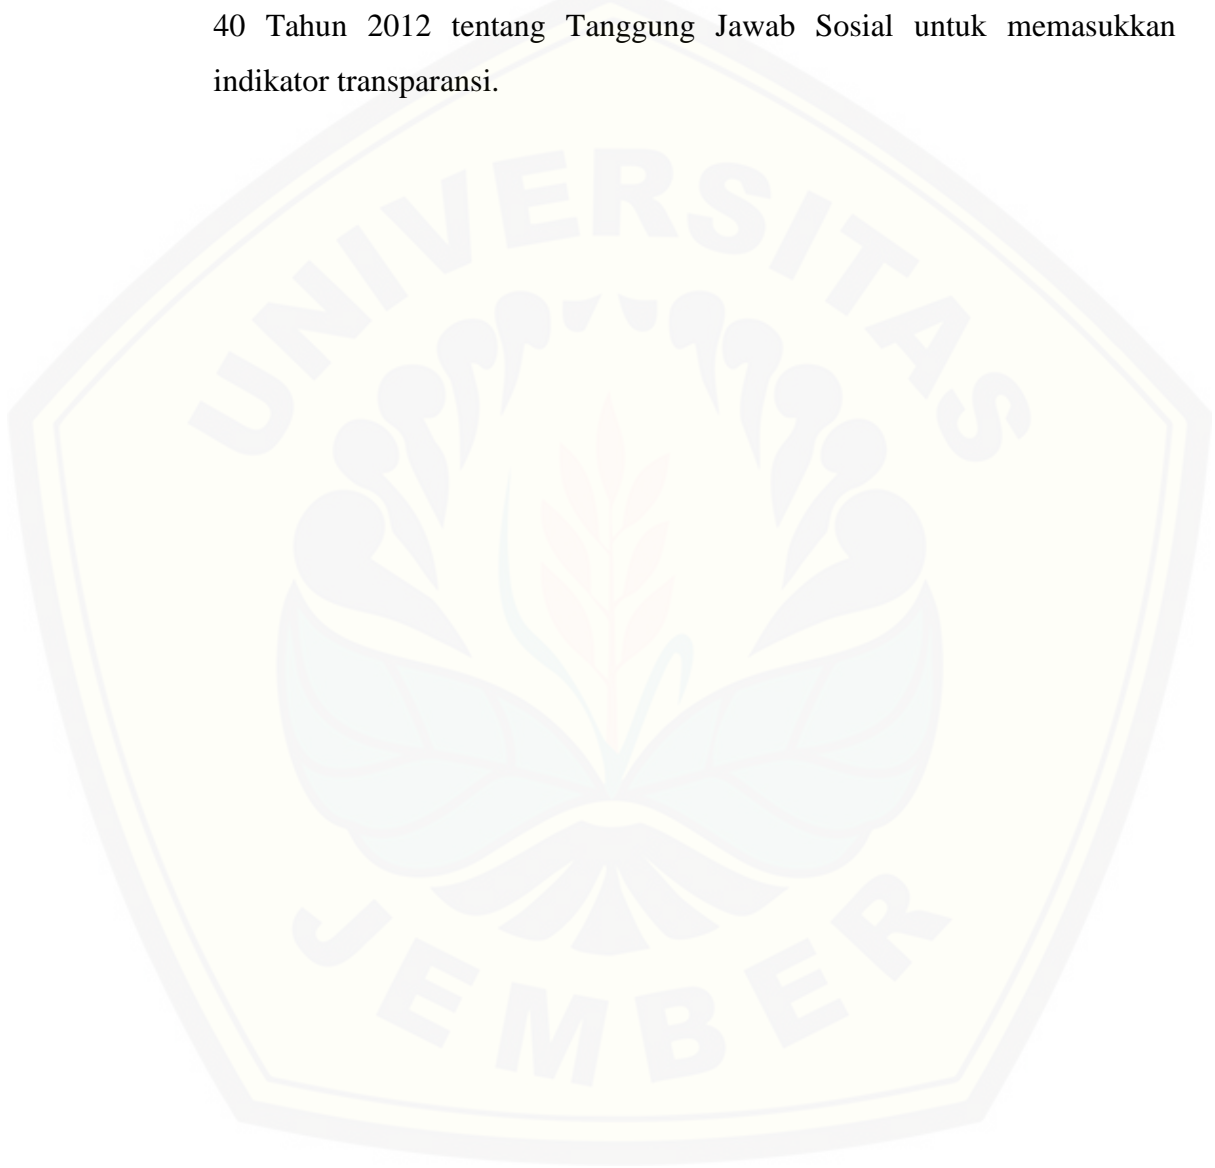 40 Tahun 2012 tentang Tanggung Jawab Sosial untuk memasukkan
indikator transparansi.
UNIVERSITAS
JEMBER